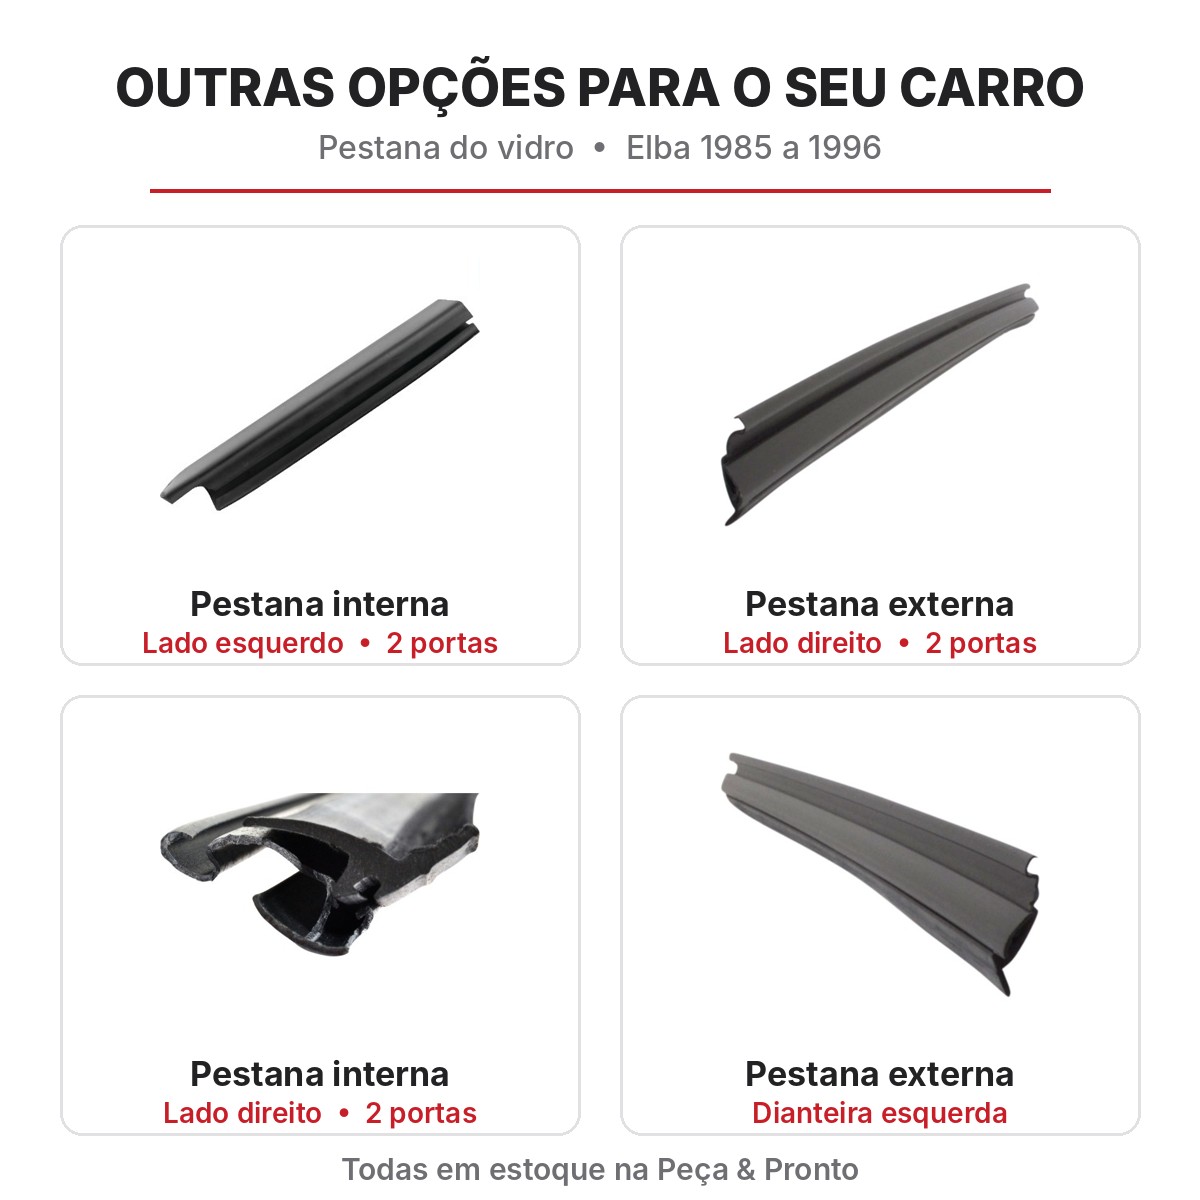 OUTRAS OPÇÕES PARA O SEU CARRO
Pestana do vidro • Elba 1985 a 1996
Pestana interna
Lado esquerdo • 2 portas
Pestana externa
Lado direito • 2 portas
Pestana interna
Lado direito • 2 portas
Pestana externa
Dianteira esquerda
Todas em estoque na Peça & Pronto